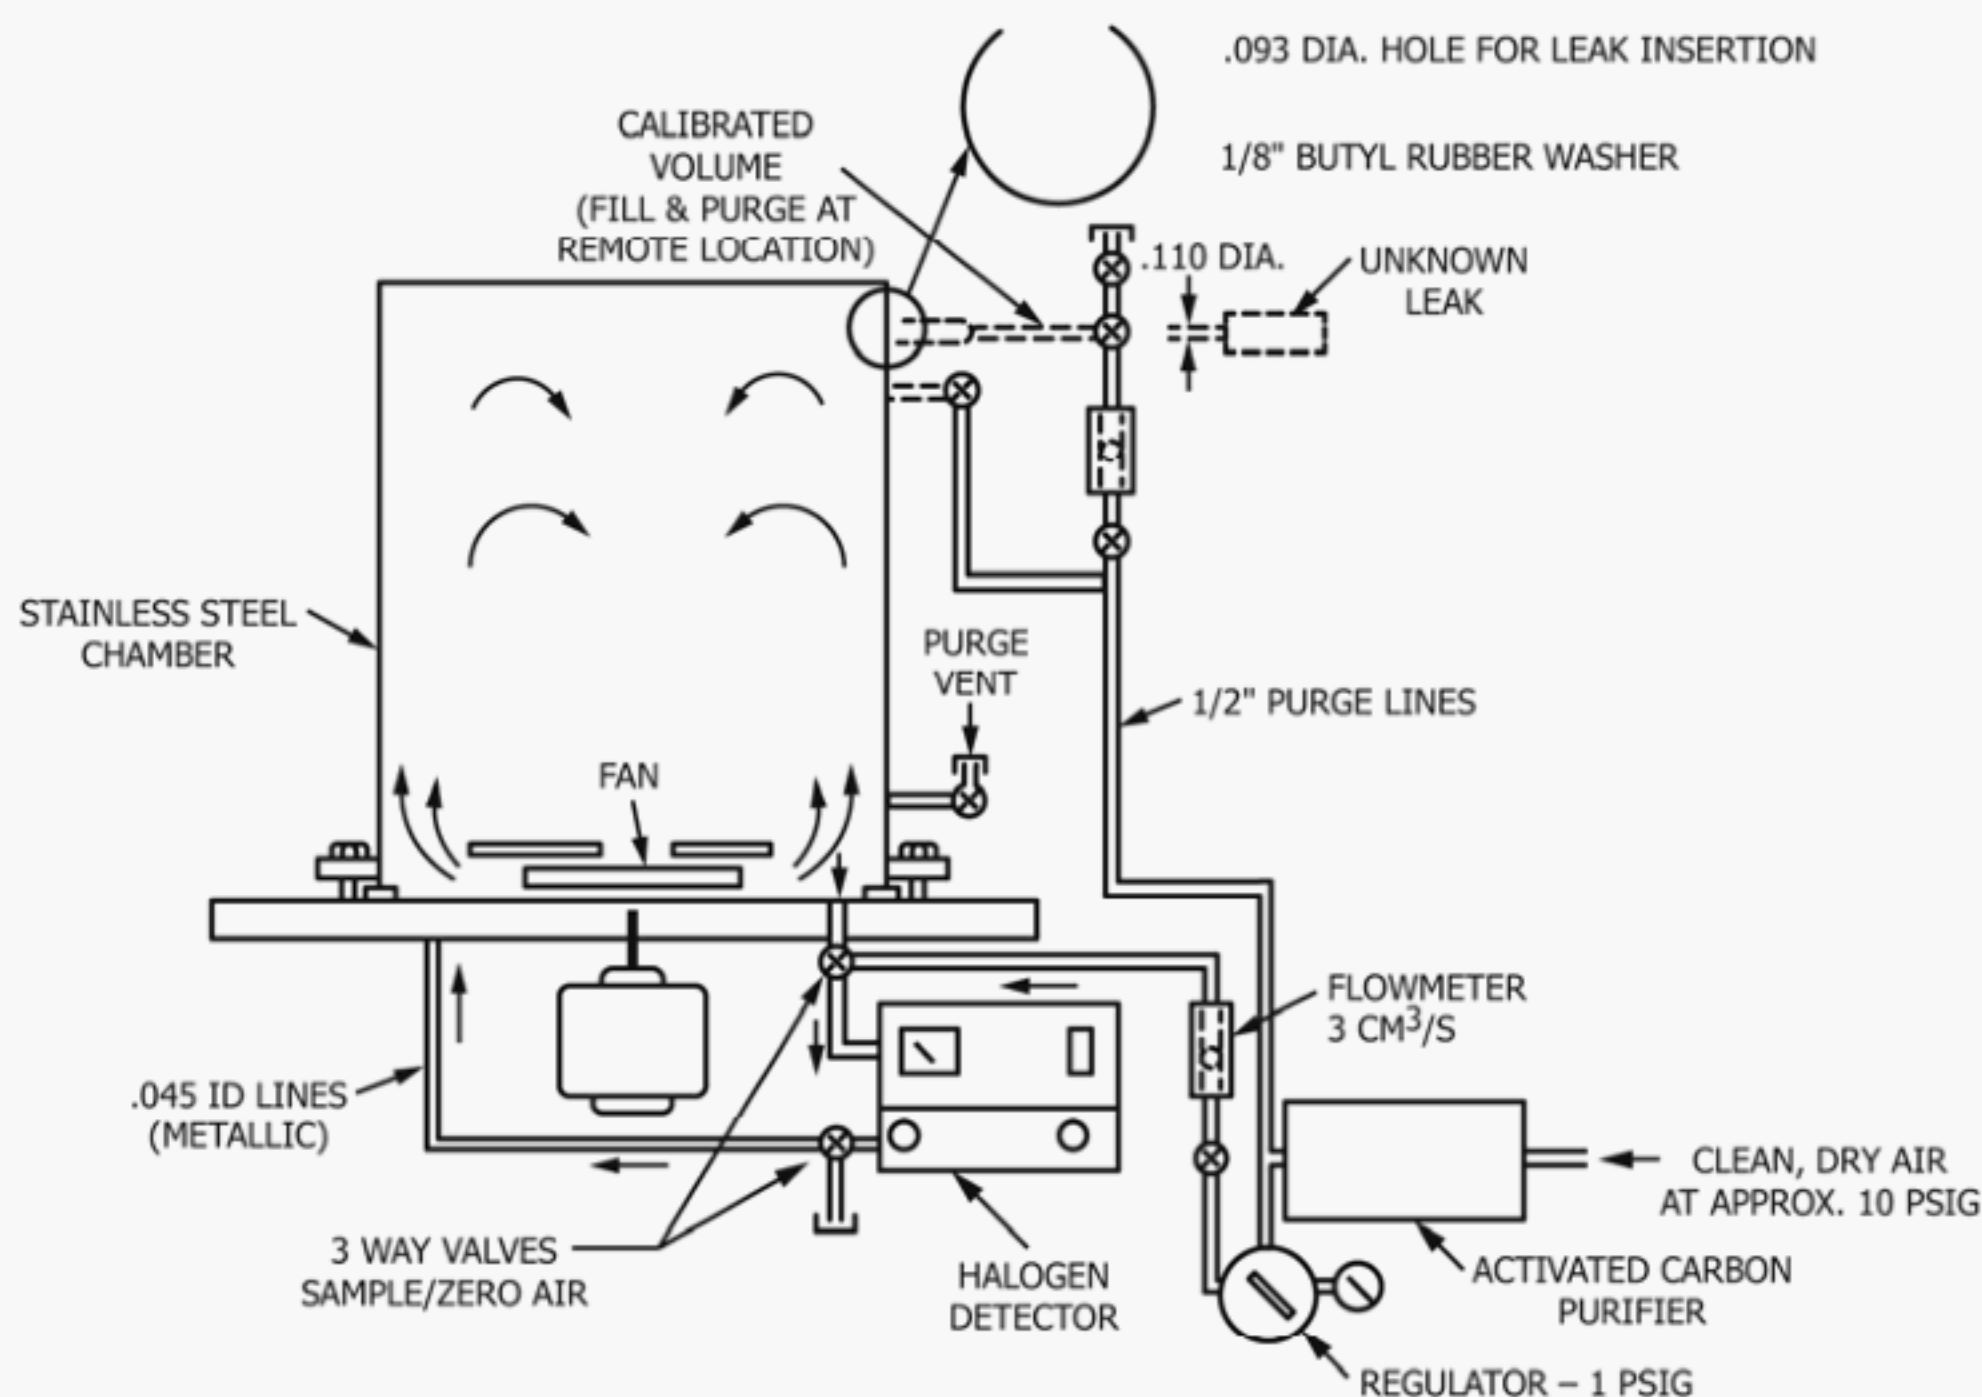 .093 DIA. HOLE FOR LEAK INSERTION
CALIBRATED
VOLUME
(FILL & PURGE AT
REMOTE LOCATION)
1/8" BUTYL RUBBER WASHER
.110 DIA.
UNKNOWN
LEAK
STAINLESS STEEL
CHAMBER
PURGE
VENT
1/2" PURGE LINES
FAN
FLOWMETER
3 CM³/S
.045 ID LINES
(METALLIC)
CLEAN, DRY AIR
AT APPROX. 10 PSIG
3 WAY VALVES
SAMPLE/ZERO AIR
HALOGEN
DETECTOR
ACTIVATED CARBON
PURIFIER
REGULATOR – 1 PSIG